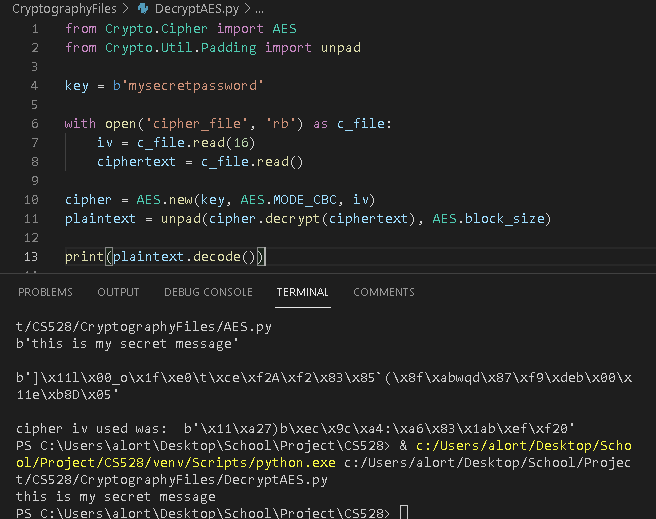 CryptographyFiles > DecryptAES.py > ...
1 from Crypto.Cipher import AES
2 from Crypto.Util.Padding import unpad
3
4 key = b'mysecretpassword'
5
6 with open('cipher_file', 'rb') as c_file:
7 iv = c_file.read(16)
8 ciphertext = c_file.read()
9
10 cipher = AES.new(key, AES.MODE_CBC, iv)
11 plaintext = unpad(cipher.decrypt(ciphertext), AES.block_size)
12
13 print(plaintext.decode())
PROBLEMS OUTPUT DEBUG CONSOLE TERMINAL COMMENTS
t/CS528/CryptographyFiles/AES.py
b'this is my secret message'
b']\x11l\x00_o\x1f\xe0\t\xce\xf2A\xf2\x83\x85`(\x8f\xabwqd\x87\xf9\xdeb\x00\x
11e\xb8D\x05'
cipher iv used was: b'\x11\xa27)b\xec\x9c\xa4:\xa6\x83\x1ab\xef\xf20'
PS C:\Users\alort\Desktop\School\Project\CS528> & c:/Users/alort/Desktop/Scho
ol/Project/CS528/venv/Scripts/python.exe c:/Users/alort/Desktop/School/Projec
t/CS528/CryptographyFiles/DecryptAES.py
this is my secret message
PS C:\Users\alort\Desktop\School\Project\CS528>